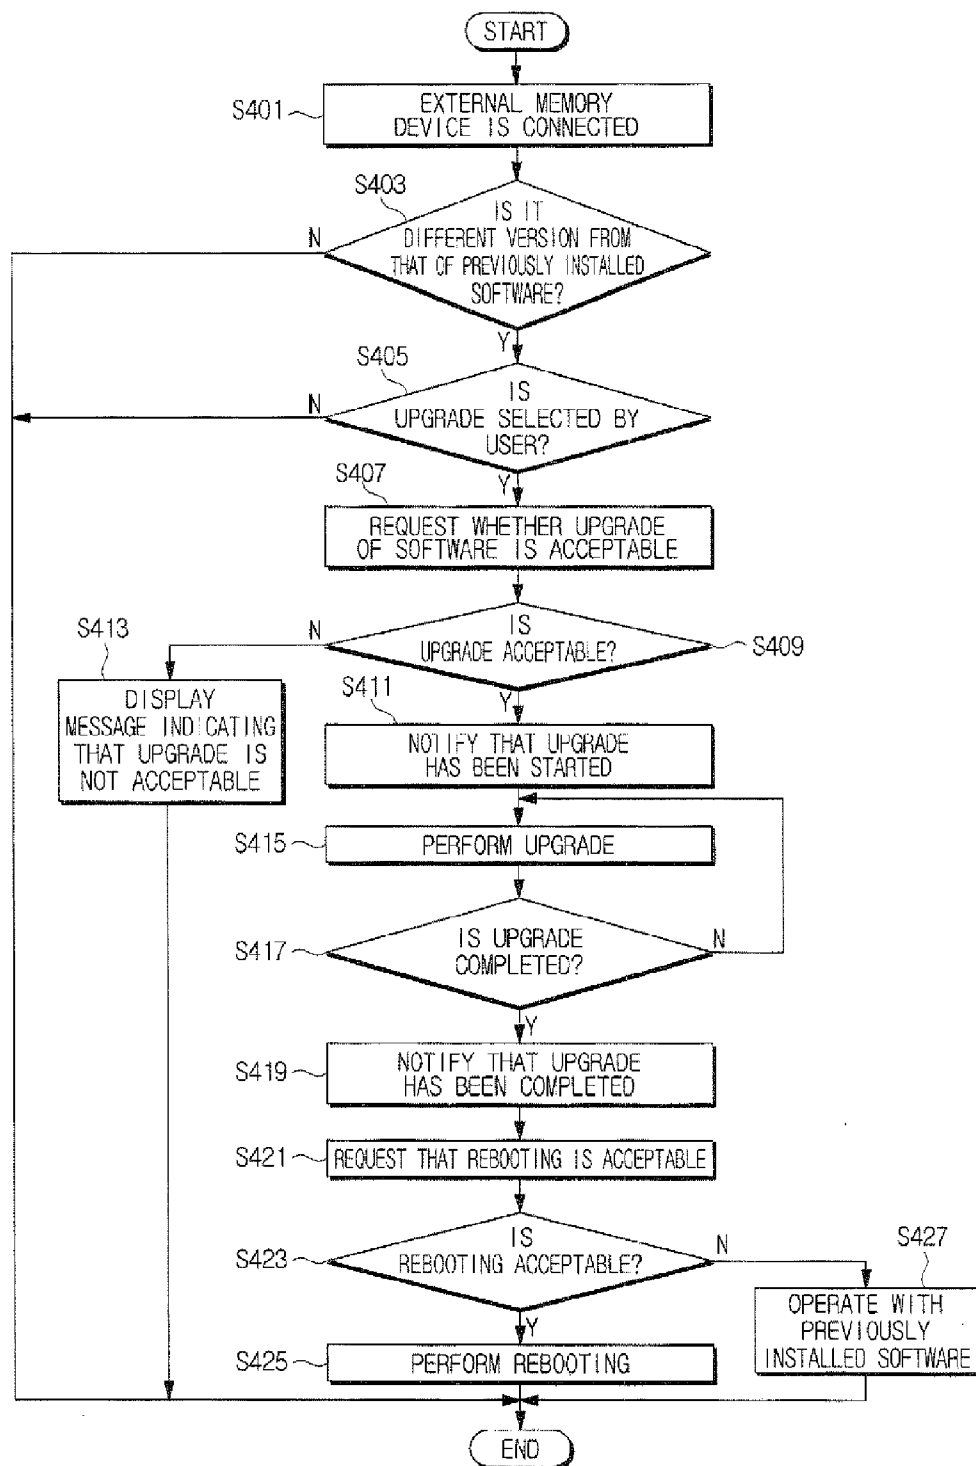 START
S401
EXTERNAL MEMORY
DEVICE IS CONNECTED
S403
IS IT
DIFFERENT VERSION FROM
THAT OF PREVIOUSLY INSTALLED
SOFTWARE?
N
Y
S405
IS
UPGRADE SELECTED BY
USER?
N
Y
S407
REQUEST WHETHER UPGRADE
OF SOFTWARE IS ACCEPTABLE
IS
UPGRADE ACCEPTABLE?
S409
N
Y
S413
DISPLAY
MESSAGE INDICATING
THAT UPGRADE IS
NOT ACCEPTABLE
S411
NOTIFY THAT UPGRADE
HAS BEEN STARTED
S415
PERFORM UPGRADE
S417
IS UPGRADE
COMPLETED?
N
Y
S419
NOTIFY THAT UPGRADE
HAS BEEN COMPLETED
S421
REQUEST THAT REBOOTING IS ACCEPTABLE
S423
IS
REBOOTING ACCEPTABLE?
N
Y
S427
OPERATE WITH
PREVIOUSLY
INSTALLED SOFTWARE
S425
PERFORM REBOOTING
END